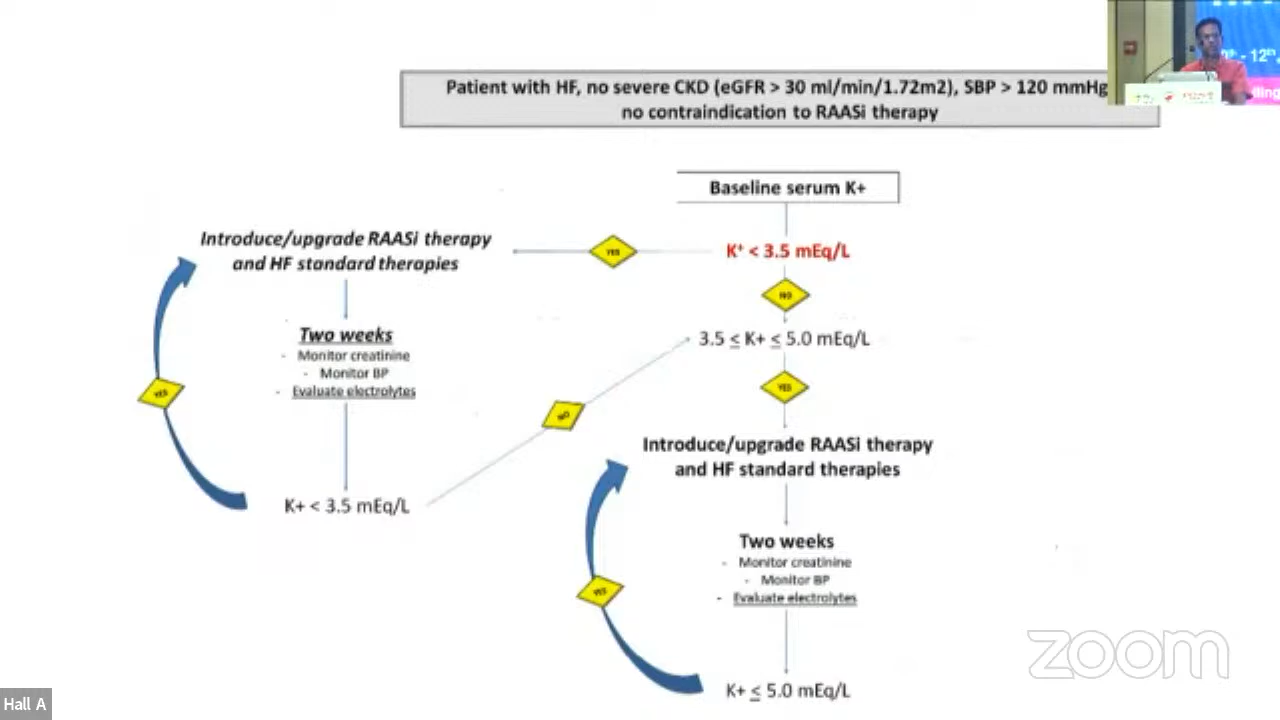 Patient with HF, no severe CKD (eGFR > 30 ml/min/1.72m2), SBP > 120 mmHg
no contraindication to RAASi therapy
Baseline serum K+
K+ < 3.5 mEq/L
YES
Introduce/upgrade RAASi therapy
and HF standard therapies
NO
3.5 ≤ K+ ≤ 5.0 mEq/L
Two weeks
- Monitor creatinine
- Monitor BP
- Evaluate electrolytes
YES
YES
NO
K+ < 3.5 mEq/L
Introduce/upgrade RAASi therapy
and HF standard therapies
Two weeks
- Monitor creatinine
- Monitor BP
- Evaluate electrolytes
YES
K+ ≤ 5.0 mEq/L
zoom
Hall A
- 12th
lling